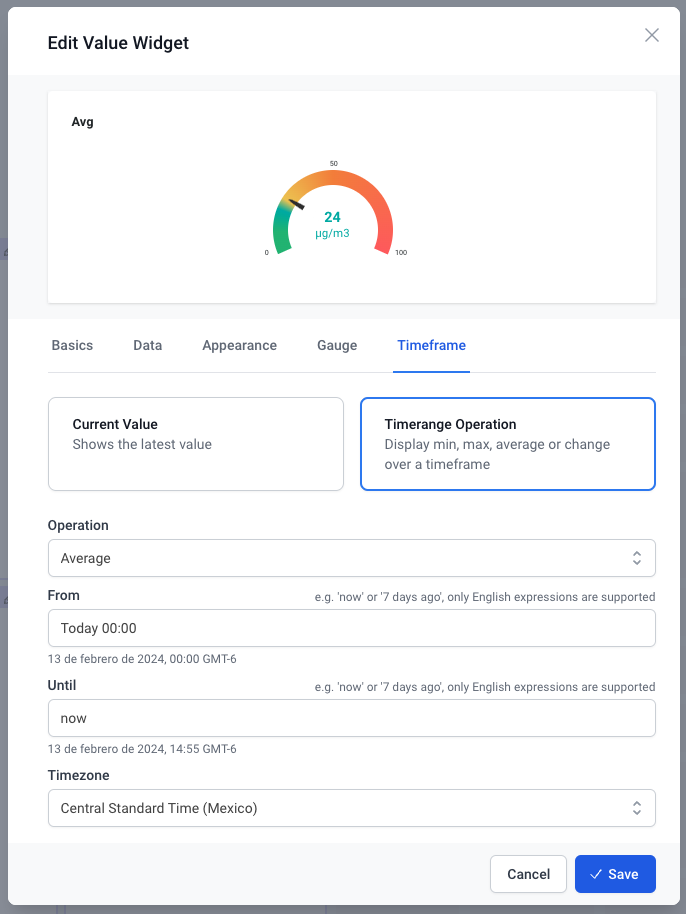 Edit Value Widget
Avg
50
24
µg/m3
0
100
Basics
Data
Appearance
Gauge
Timeframe
Current Value
Shows the latest value
Timerange Operation
Display min, max, average or change
over a timeframe
Operation
Average
From
e.g. 'now' or '7 days ago', only English expressions are supported
Today 00:00
13 de febrero de 2024, 00:00 GMT-6
Until
e.g. 'now' or '7 days ago', only English expressions are supported
now
13 de febrero de 2024, 14:55 GMT-6
Timezone
Central Standard Time (Mexico)
Cancel
Save